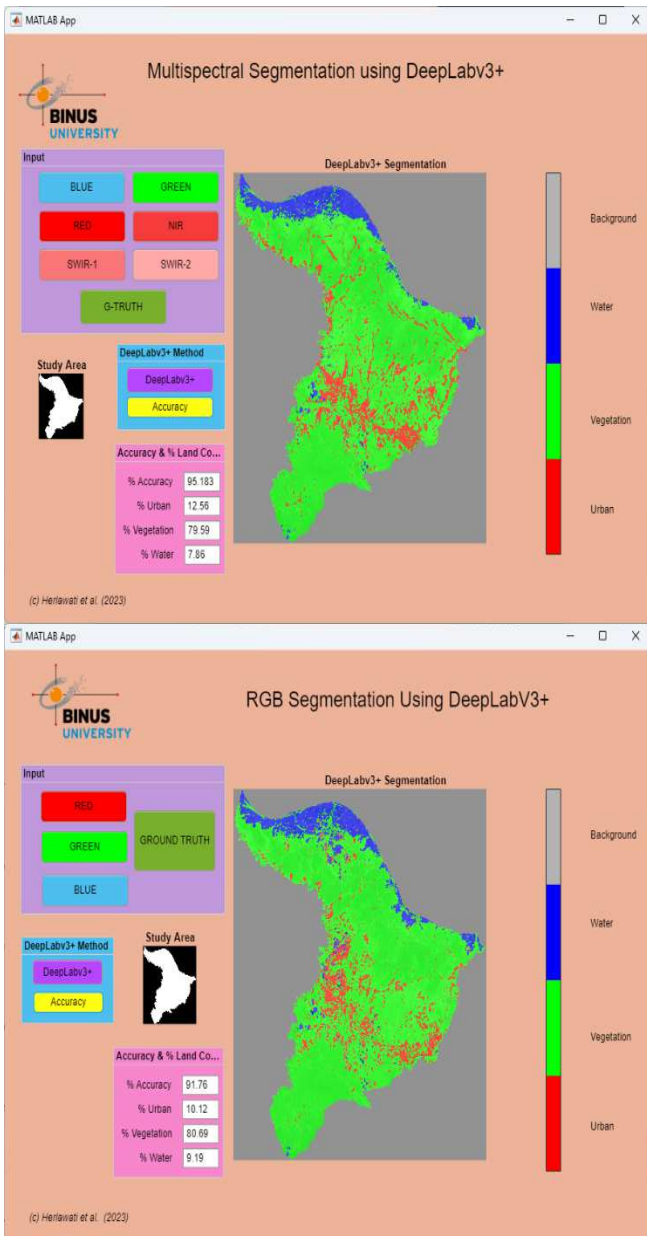 MATLAB App
Multispectral Segmentation using DeepLabv3+
BINUS
UNIVERSITY
Input
BLUE
GREEN
RED
NIR
SWIR-1
SWIR-2
G-TRUTH
Study Area
DeepLabv3+ Method
DeepLabv3+
Accuracy
Accuracy & % Land Co...
% Accuracy 95.183
% Urban 12.56
% Vegetation 79.59
% Water 7.86
DeepLabv3+ Segmentation
Background
Water
Vegetation
Urban
(c) Herlawati et al. (2023)
MATLAB App
RGB Segmentation Using DeepLabV3+
BINUS
UNIVERSITY
Input
RED
GREEN
BLUE
GROUND TRUTH
DeepLabv3+ Method
DeepLabv3+
Accuracy
Study Area
Accuracy & % Land Co...
% Accuracy 91.76
% Urban 10.12
% Vegetation 80.69
% Water 9.19
DeepLabv3+ Segmentation
Background
Water
Vegetation
Urban
(c) Herlawati et al. (2023)